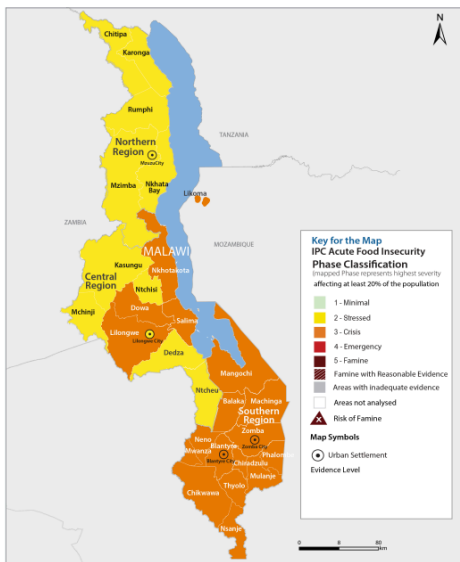 N
Chitipa
Karonga
Rumphi
TANZANIA
Northern
Region
MzuzuCity
Mzimba
Nkhata
Bay
Likoma
ZAMBIA
MALAWI
MOZAMBIQUE
Kasungu
Nkhotakota
Central
Region
Ntchisi
Mchinji
Dowa
Salima
Lilongwe
Lilongwe City
Dedza
Mangochi
Ntcheu
Balaka
Machinga
Southern
Region
Neno
Zomba
Zomba City
Mwanza
Blantyre
Blantyre City
Phalombe
Chiradzulu
Mulanje
Thyolo
Chikwawa
Nsanje
Key for the Map
IPC Acute Food Insecurity
Phase Classification
(mapped Phase represents highest severity
affecting at least 20% of the population
1 - Minimal
2 - Stressed
3 - Crisis
4 - Emergency
5 - Famine
Famine with Reasonable Evidence
Areas with inadequate evidence
Areas not analysed
Risk of Famine
Map Symbols
Urban Settlement
Evidence Level
0 40 80
km